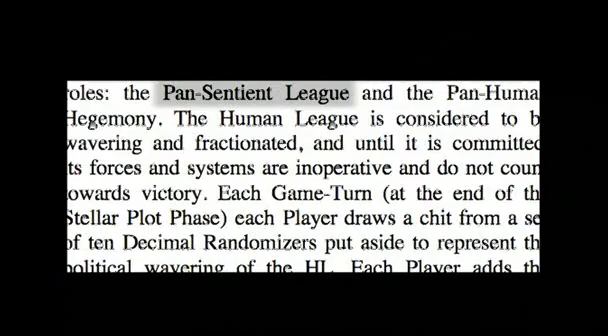 roles: the Pan-Sentient League and the Pan-Huma
Hegemony. The Human League is considered to b
wavering and fractionated, and until it is committed
its forces and systems are inoperative and do not coun
towards victory. Each Game-Turn (at the end of th
Stellar Plot Phase) each Player draws a chit from a se
of ten Decimal Randomizers put aside to represent th
political wavering of the HL. Each Player adds th